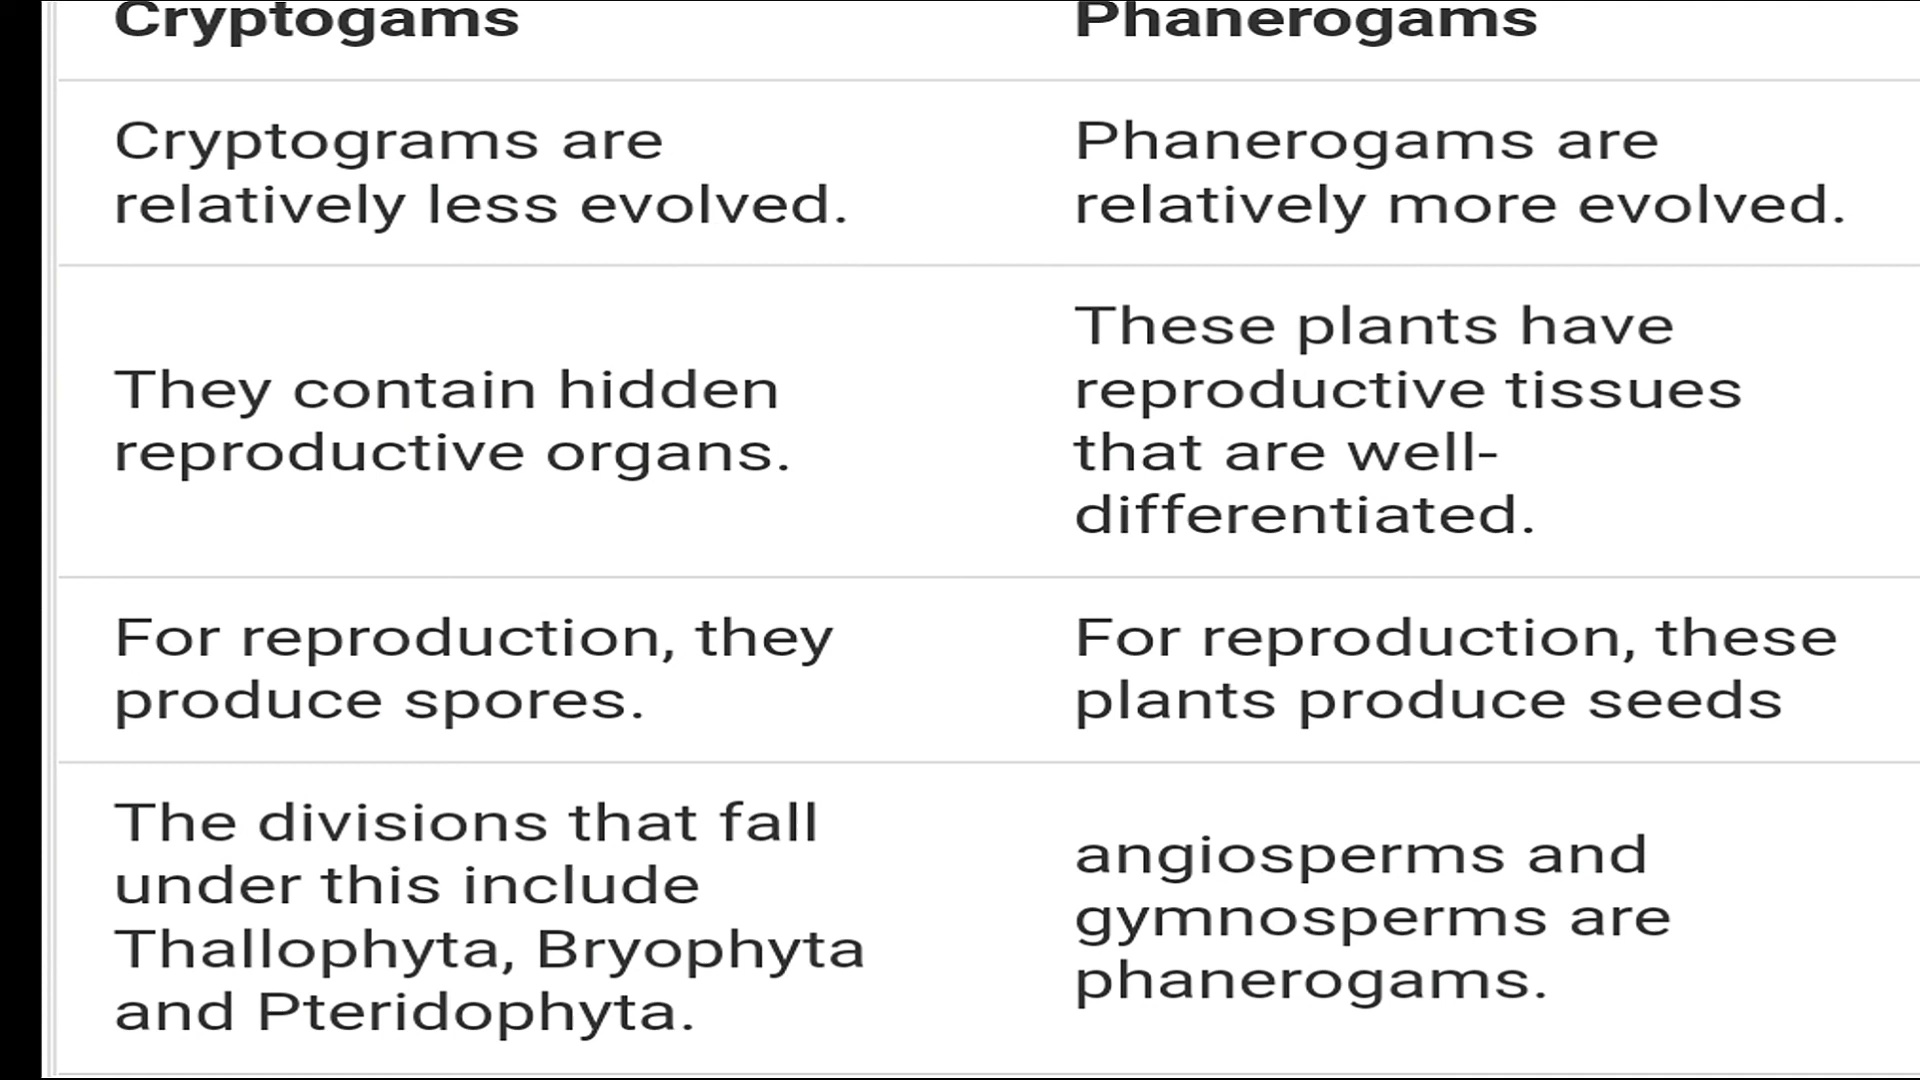 Cryptogams
Phanerogams
Cryptograms are
relatively less evolved.
Phanerogams are
relatively more evolved.
They contain hidden
reproductive organs.
These plants have
reproductive tissues
that are well-
differentiated.
For reproduction, they
produce spores.
For reproduction, these
plants produce seeds
The divisions that fall
under this include
Thallophyta, Bryophyta
and Pteridophyta.
angiosperms and
gymnosperms are
phanerogams.